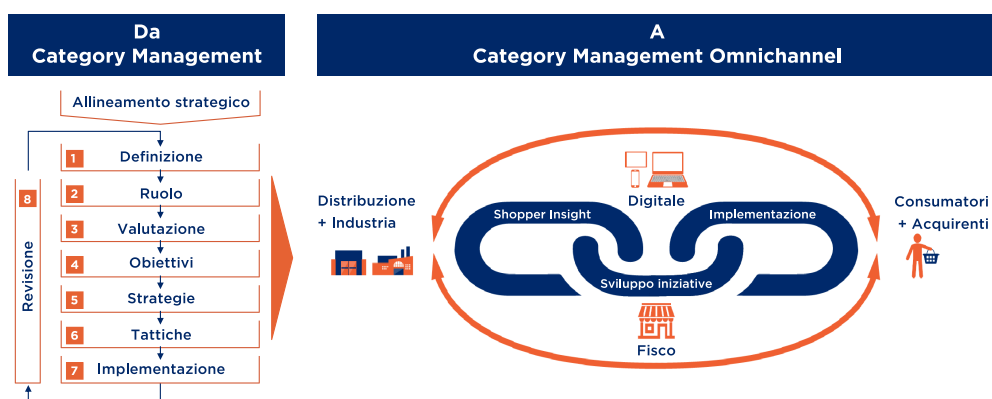 Da
Category Management
A
Category Management Omnichannel
Allineamento strategico
1 Definizione
2 Ruolo
3 Valutazione
4 Obiettivi
5 Strategie
6 Tattiche
7 Implementazione
8
Revisione
Distribuzione
+ Industria
Digitale
Shopper Insight
Implementazione
Sviluppo iniziative
Fisco
Consumatori
+ Acquirenti